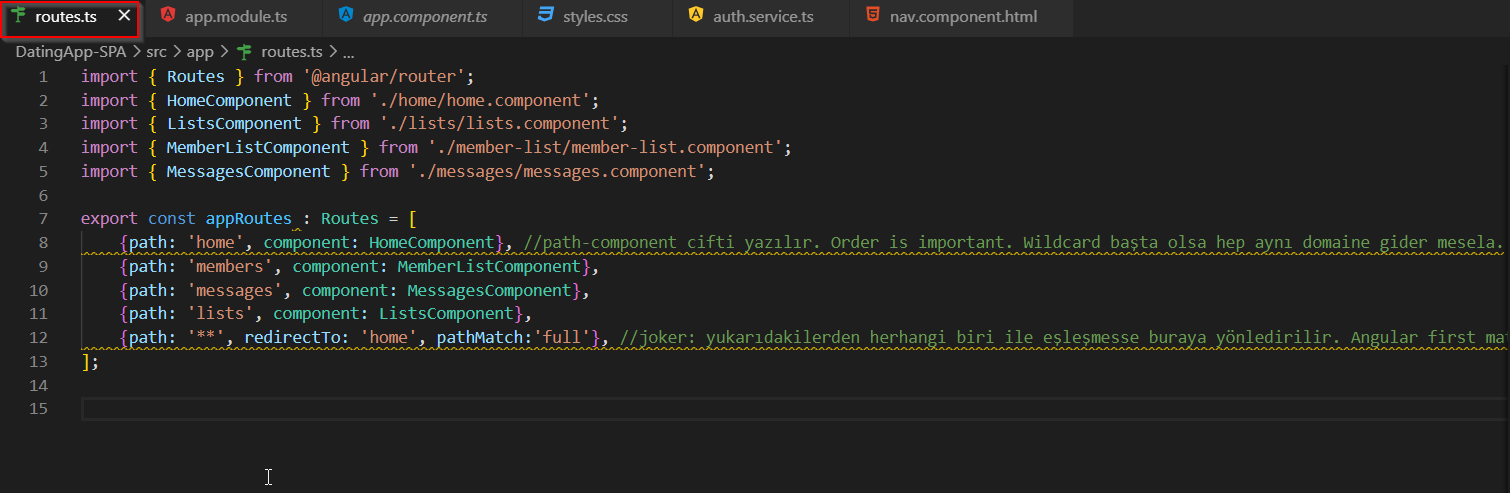 routes.ts app.module.ts app.component.ts styles.css auth.service.ts nav.component.html
DatingApp-SPA > src > app > routes.ts > ...
1 import { Routes } from '@angular/router';
2 import { HomeComponent } from './home/home.component';
3 import { ListsComponent } from './lists/lists.component';
4 import { MemberListComponent } from './member-list/member-list.component';
5 import { MessagesComponent } from './messages/messages.component';
6
7 export const appRoutes : Routes = [
8 {path: 'home', component: HomeComponent}, //path-component cifti yazılır. Order is important. Wildcard başta olsa hep aynı domaine gider mesela.
9 {path: 'members', component: MemberListComponent},
10 {path: 'messages', component: MessagesComponent},
11 {path: 'lists', component: ListsComponent},
12 {path: '**', redirectTo: 'home', pathMatch:'full'}, //joker: yukarıdakilerden herhangi biri ile eşleşmesse buraya yönledirilir. Angular first ma
13 ];
14
15